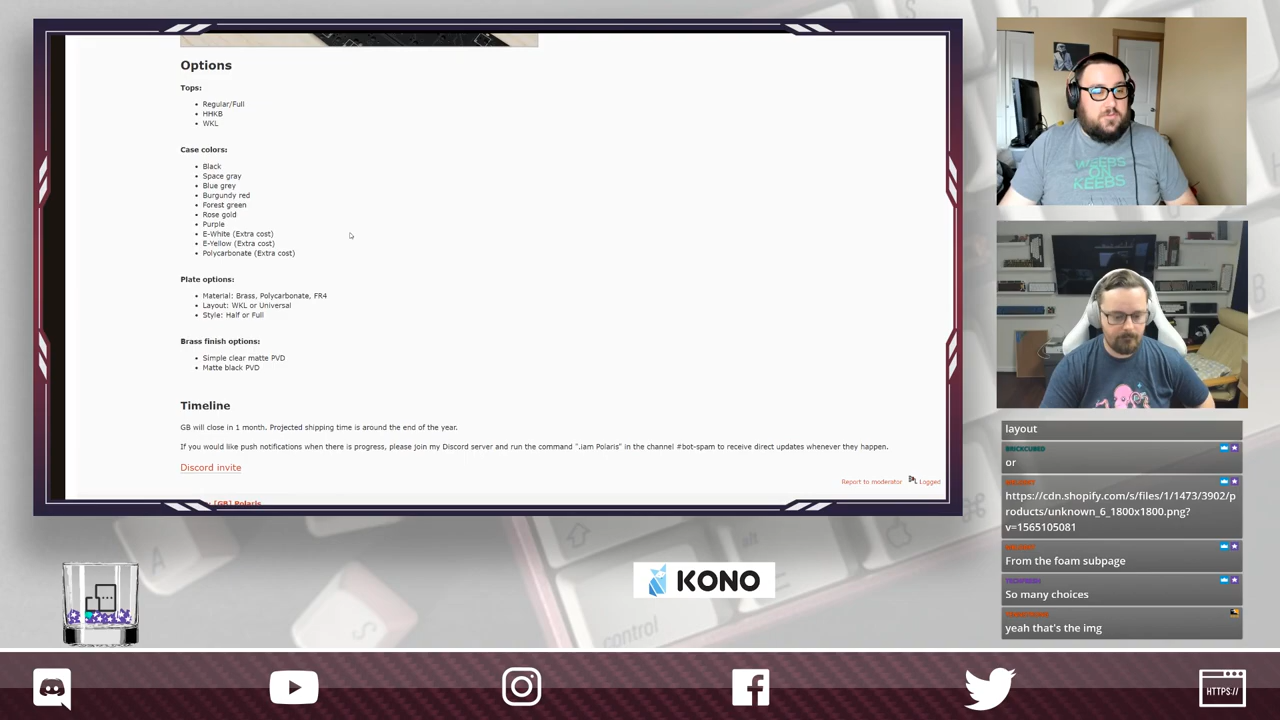 Options
Tops:
• Regular/Full
• HHKB
• WKL
Case colors:
• Black
• Space gray
• Blue grey
• Burgundy red
• Forest green
• Rose gold
• Purple
• E-White (Extra cost)
• E-Yellow (Extra cost)
• Polycarbonate (Extra cost)
Plate options:
• Material: Brass, Polycarbonate, FR4
• Layout: WKL or Universal
• Style: Half or Full
Brass finish options:
• Simple clear matte PVD
• Matte black PVD
Timeline
GB will close in 1 month. Projected shipping time is around the end of the year.
If you would like push notifications when there is progress, please join my Discord server and run the command ".iam Polaris" in the channel #bot-spam to receive direct updates whenever they happen.
Discord invite
Report to moderator Logged
[GB] Polaris
WEEBS
ON
KEEBS
layout
BRICKCUBED
or
https://cdn.shopify.com/s/files/1/1473/3902/p
roducts/unknown_6_1800x1800.png?
v=1565105081
From the foam subpage
So many choices
yeah that's the img
KONO
alt
control
HTTPS://